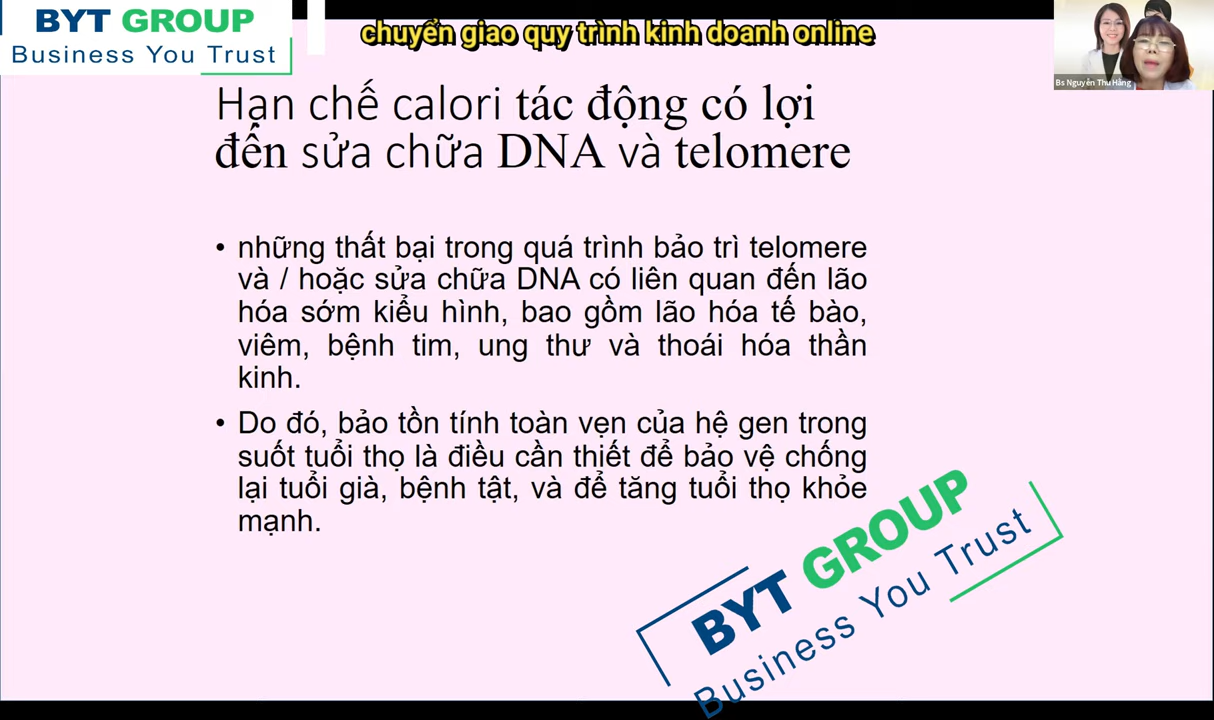 BYT GROUP
Business You Trust
chuyển giao quy trình kinh doanh online
Bs Nguyễn Thu Hằng
Hạn chế calori tác động có lợi
đến sửa chữa DNA và telomere
• những thất bại trong quá trình bảo trì telomere
và / hoặc sửa chữa DNA có liên quan đến lão
hóa sớm kiểu hình, bao gồm lão hóa tế bào,
viêm, bệnh tim, ung thư và thoái hóa thần
kinh.
• Do đó, bảo tồn tính toàn vẹn của hệ gen trong
suốt tuổi thọ là điều cần thiết để bảo vệ chống
lại tuổi già, bệnh tật, và để tăng tuổi thọ khỏe
mạnh.
BYT GROUP
Business You Trust